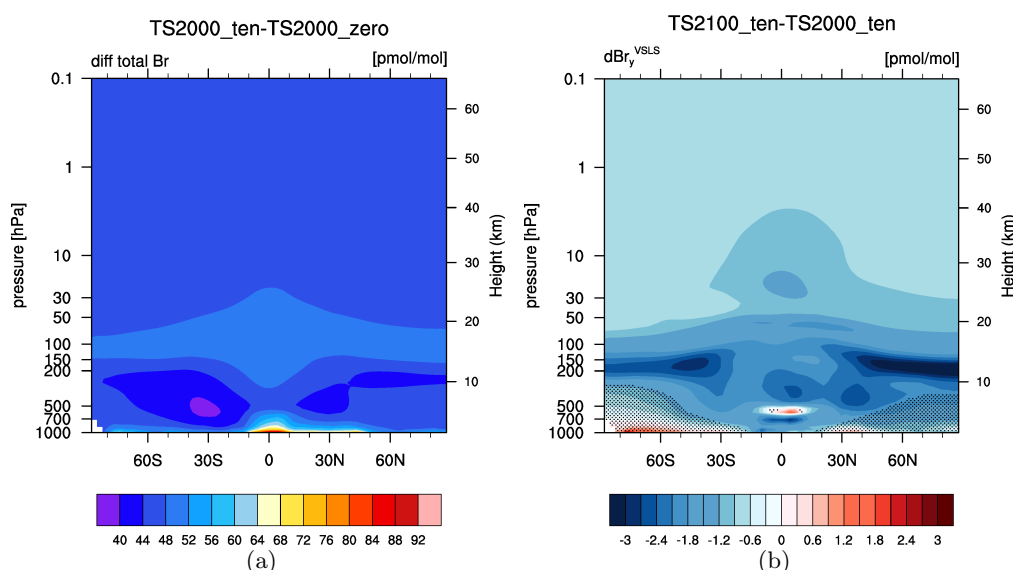 TS2000_ten-TS2000_zero
diff total Br [pmol/mol]
0.1
1
10
30
50
100
150
200
500
700
1000
pressure [hPa]
60
50
40
30
20
10
Height (km)
60S 30S 0 30N 60N
40 44 48 52 56 60 64 68 72 76 80 84 88 92
(a)
TS2100_ten-TS2000_ten
dBr_y^VSLS [pmol/mol]
0.1
1
10
30
50
100
150
200
500
700
1000
pressure [hPa]
60
50
40
30
20
10
Height (km)
60S 30S 0 30N 60N
-3 -2.4 -1.8 -1.2 -0.6 0 0.6 1.2 1.8 2.4 3
(b)